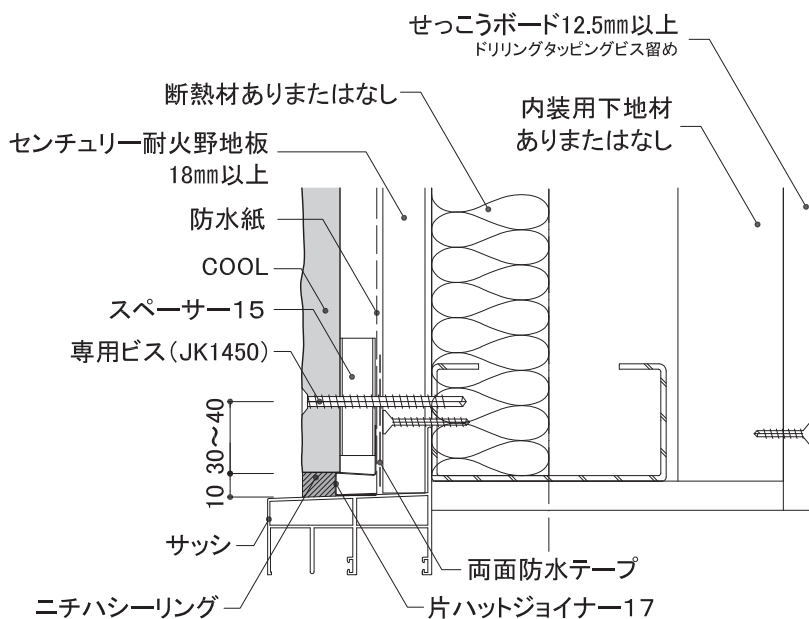 せっこうボード12.5mm以上
ドリリングタッピングビス留め
断熱材ありまたはなし
内装用下地材
ありまたはなし
センチュリー耐火野地板
18mm以上
防水紙
COOL
スペーサー15
専用ビス(JK1450)
30～40
10
サッシ
両面防水テープ
ニチハシーリング
片ハットジョイナー17